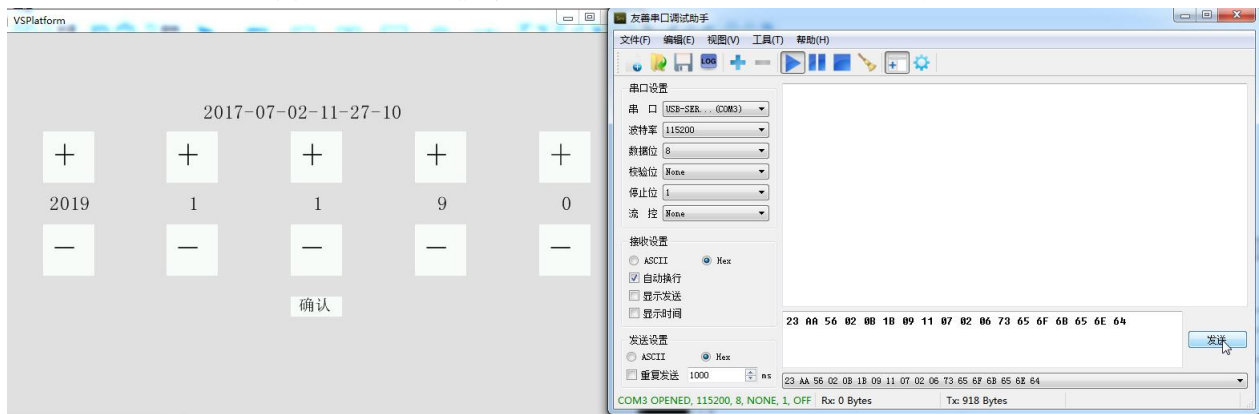 VSPlatform
2017-07-02-11-27-10
+ + + + +
2019 1 1 9 0
— — — — —
确认
友善串口调试助手
文件(F) 编辑(E) 视图(V) 工具(T) 帮助(H)
LOG
串口设置
串 口 USB-SER...(COM3)
波特率 115200
数据位 8
校验位 None
停止位 1
流 控 None
接收设置
ASCII Hex
自动换行
显示发送
显示时间
发送设置
ASCII Hex
重复发送 1000 ms
23 AA 56 02 0B 1B 09 11 07 02 06 73 65 6F 6B 65 6E 64
发送
23 AA 56 02 0B 1B 09 11 07 02 06 73 65 6F 6B 65 6E 64
COM3 OPENED, 115200, 8, NONE, 1, OFF Rx: 0 Bytes Tx: 918 Bytes